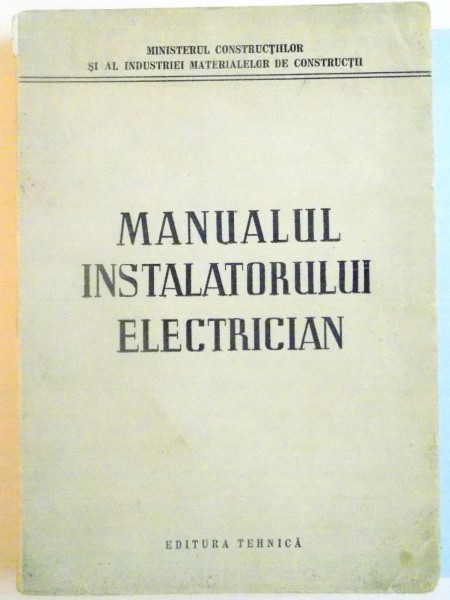 MINISTERUL CONSTRUCȚIILOR
ȘI AL INDUSTRIEI MATERIALELOR DE CONSTRUCȚII
MANUALUL
INSTALATORULUI
ELECTRICIAN
EDITURA TEHNICĂ